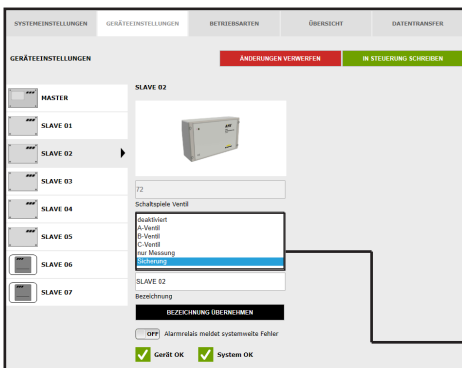 SYSTEMEINSTELLUNGEN
GERÄTEEINSTELLUNGEN
BETRIEBSARTEN
ÜBERSICHT
DATENTRANSFER
GERÄTEEINSTELLUNGEN
ÄNDERUNGEN VERWERFEN
IN STEUERUNG SCHREIBEN
MASTER
SLAVE 01
SLAVE 02
SLAVE 03
SLAVE 04
SLAVE 05
SLAVE 06
SLAVE 07
SLAVE 02
72
Schaltspiele Ventil
deaktiviert
A-Ventil
B-Ventil
C-Ventil
nur Messung
Sicherung
SLAVE 02
Bezeichnung
BEZEICHNUNG ÜBERNEHMEN
OFF Alarmrelais meldet systemweite Fehler
Gerät OK
System OK